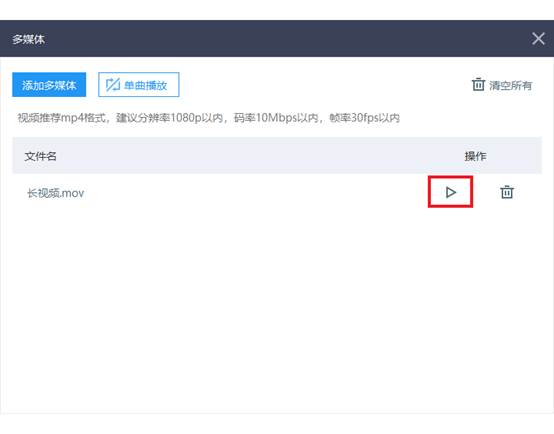 多媒体
添加多媒体 单曲播放 清空所有
视频推荐mp4格式，建议分辨率1080p以内，码率10Mbps以内，帧率30fps以内
文件名 操作
长视频.mov